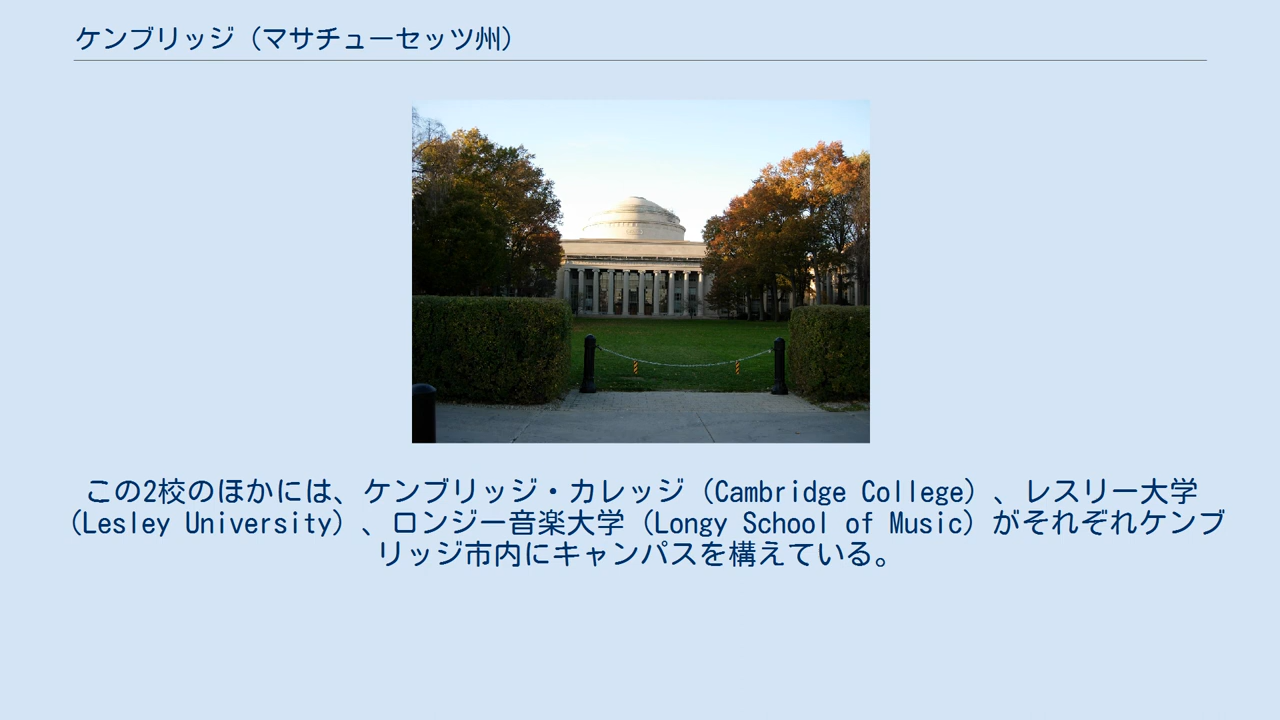 ケンブリッジ（マサチューセッツ州）
この2校のほかには、ケンブリッジ・カレッジ（Cambridge College）、レスリー大学
（Lesley University）、ロンジー音楽大学（Longy School of Music）がそれぞれケンブ
リッジ市内にキャンパスを構えている。